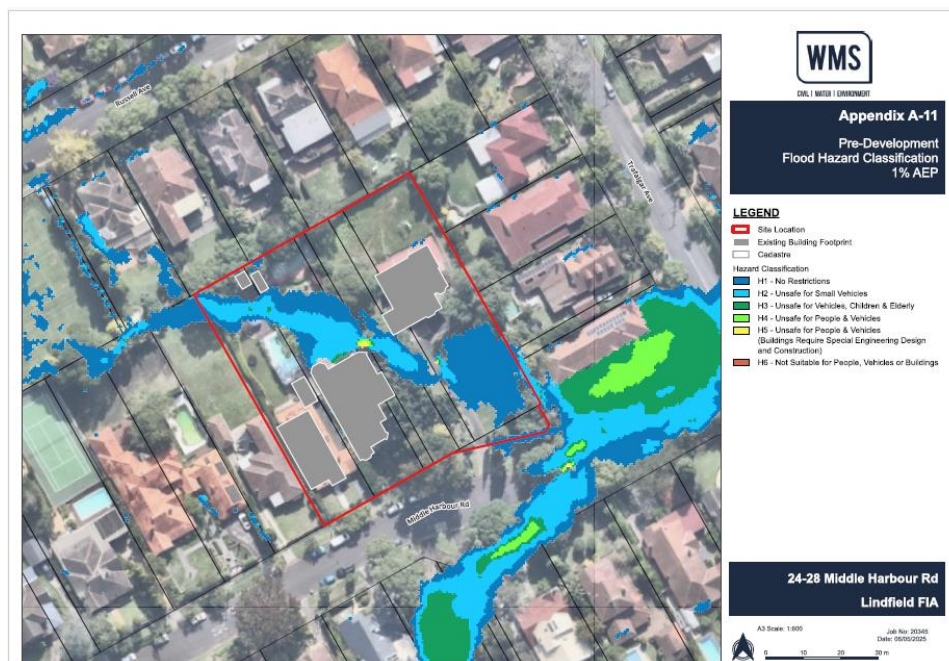 WMS
CIVIL | WATER | ENVIRONMENT
Appendix A-11
Pre-Development
Flood Hazard Classification
1% AEP
LEGEND
Site Location
Existing Building Footprint
Cadastre
Hazard Classification
H1 - No Restrictions
H2 - Unsafe for Small Vehicles
H3 - Unsafe for Vehicles, Children & Elderly
H4 - Unsafe for People & Vehicles
H5 - Unsafe for People & Vehicles
(Buildings Require Special Engineering Design
and Construction)
H6 - Not Suitable for People, Vehicles or Buildings
Russell Ave
Trafalgar Ave
Middle Harbour Rd
24-28 Middle Harbour Rd
Lindfield FIA
A3 Scale: 1:600
Job No: 20345
Date: 05/05/2025
0 10 20 30 m